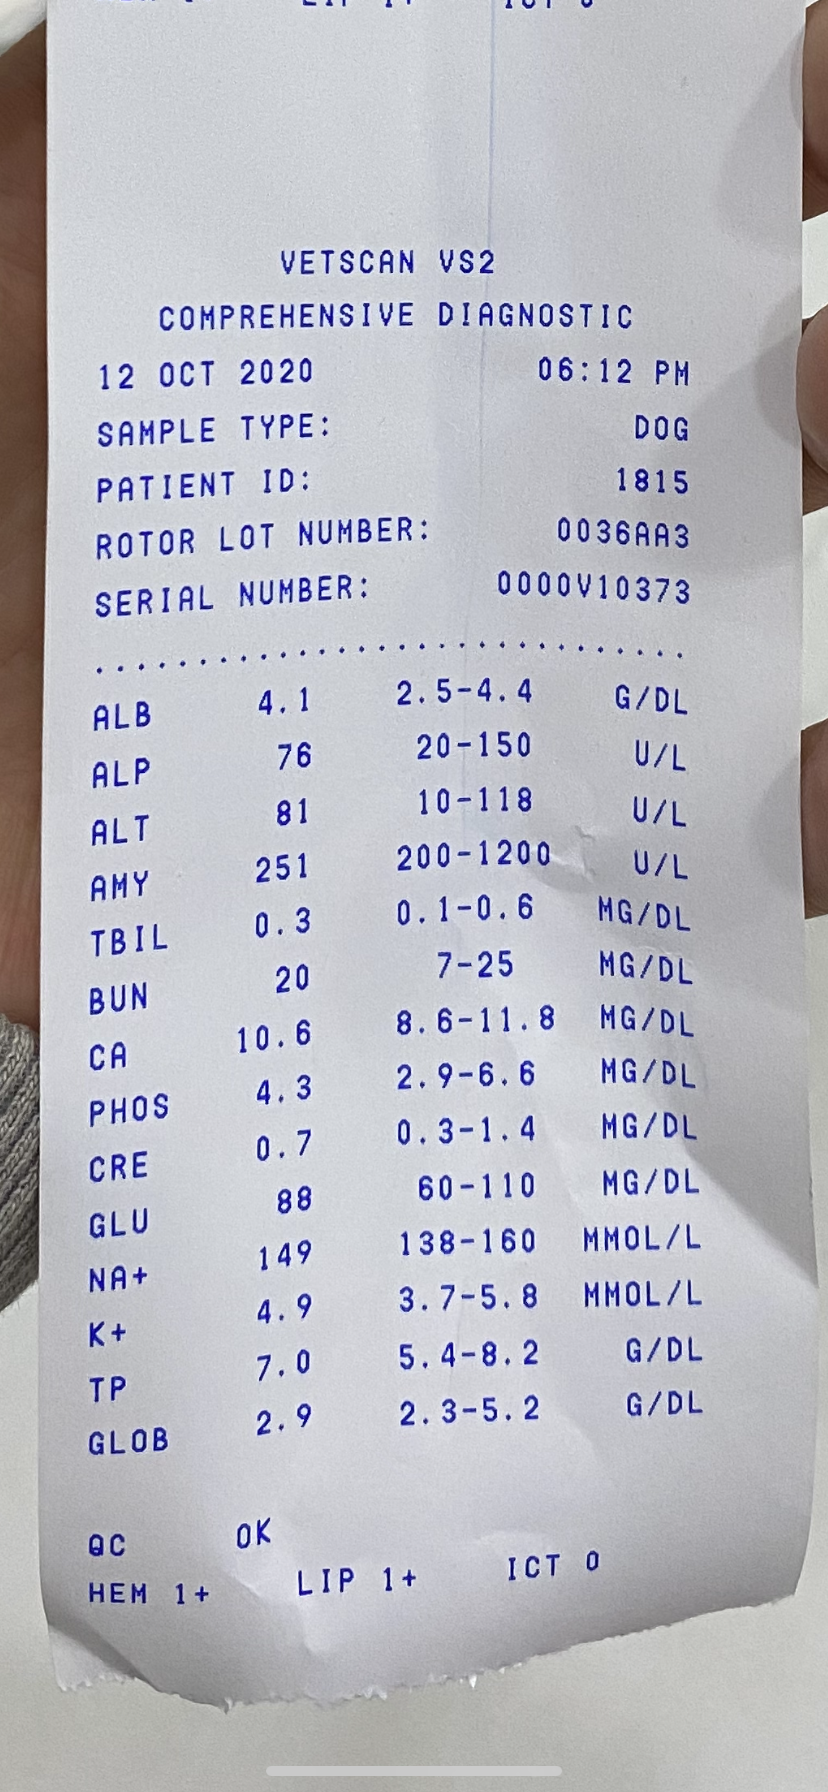 VETSCAN VS2
COMPREHENSIVE DIAGNOSTIC
12 OCT 2020 06:12 PM
SAMPLE TYPE: DOG
PATIENT ID: 1815
ROTOR LOT NUMBER: 0036AA3
SERIAL NUMBER: 0000V10373
..............................
ALB 4.1 2.5-4.4 G/DL
ALP 76 20-150 U/L
ALT 81 10-118 U/L
AMY 251 200-1200 U/L
TBIL 0.3 0.1-0.6 MG/DL
BUN 20 7-25 MG/DL
CA 10.6 8.6-11.8 MG/DL
PHOS 4.3 2.9-6.6 MG/DL
CRE 0.7 0.3-1.4 MG/DL
GLU 88 60-110 MG/DL
NA+ 149 138-160 MMOL/L
K+ 4.9 3.7-5.8 MMOL/L
TP 7.0 5.4-8.2 G/DL
GLOB 2.9 2.3-5.2 G/DL
QC OK
HEM 1+ LIP 1+ ICT 0